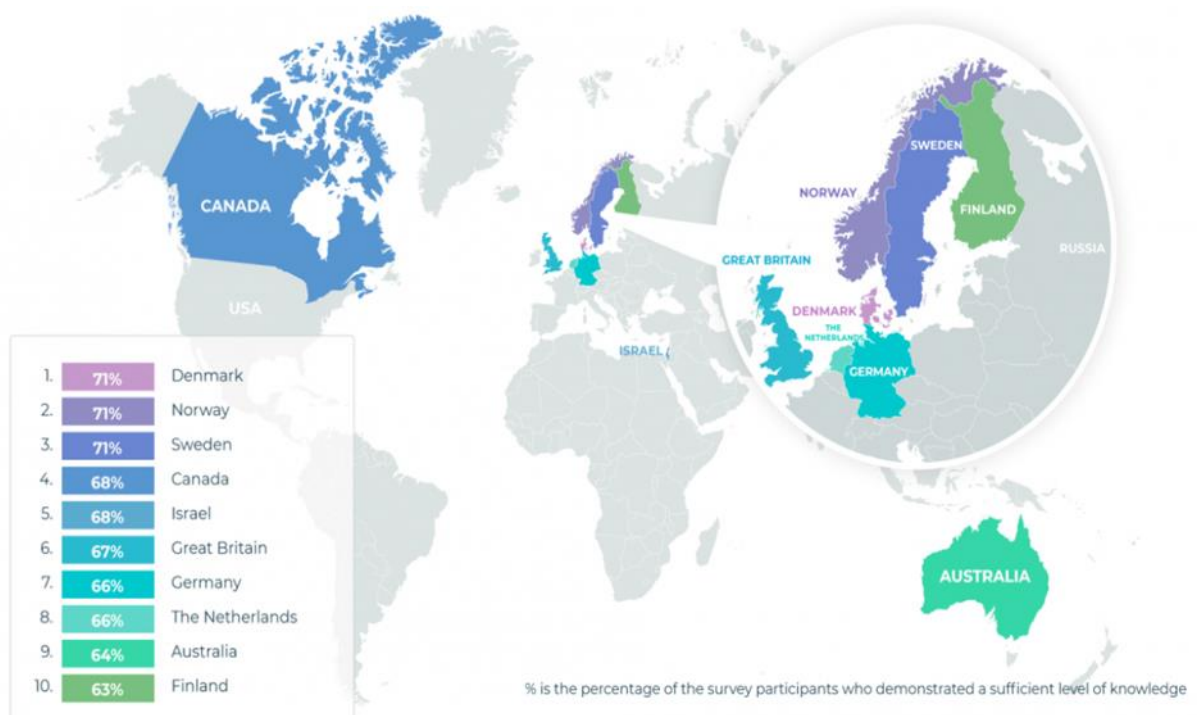 CANADA
USA
ISRAEL
SWEDEN
NORWAY
FINLAND
RUSSIA
GREAT BRITAIN
DENMARK
THE
NETHERLANDS
GERMANY
AUSTRALIA
1. 71% Denmark
2. 71% Norway
3. 71% Sweden
4. 68% Canada
5. 68% Israel
6. 67% Great Britain
7. 66% Germany
8. 66% The Netherlands
9. 64% Australia
10. 63% Finland
% is the percentage of the survey participants who demonstrated a sufficient level of knowledge